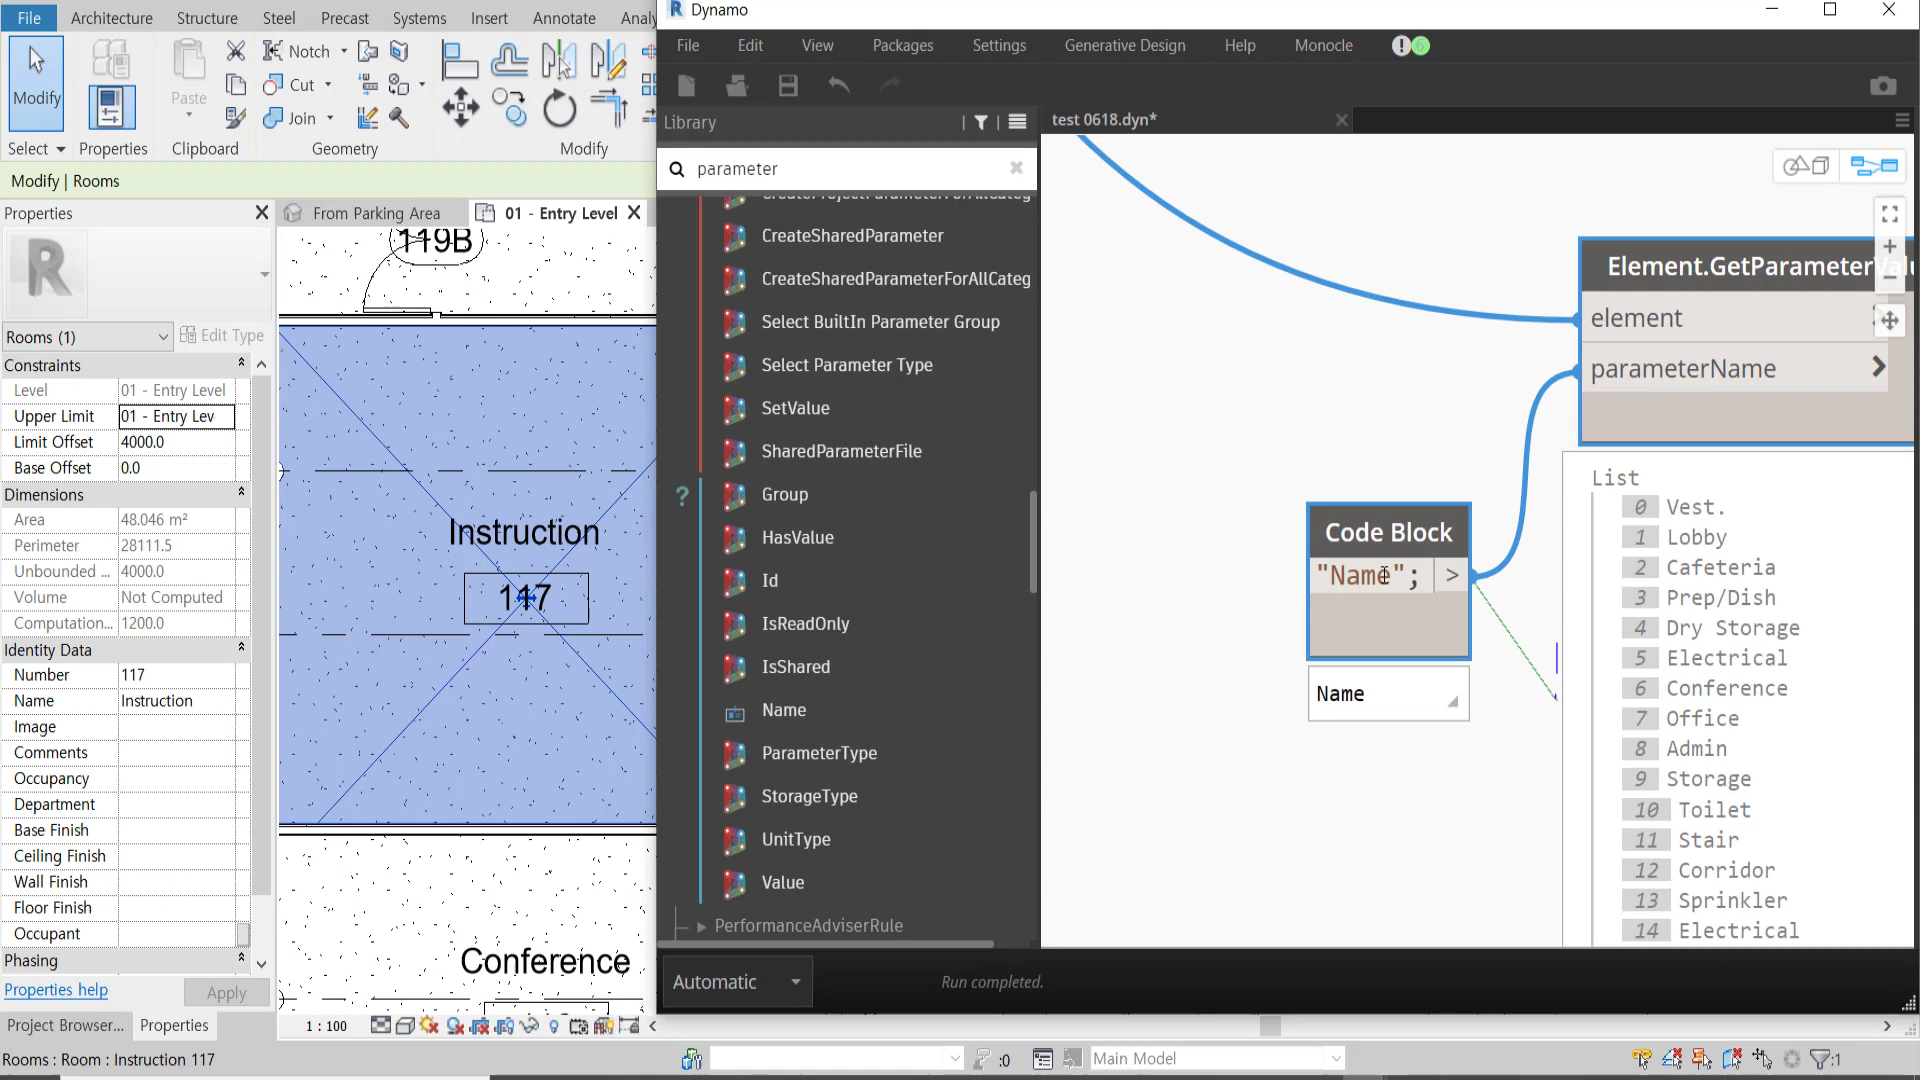 File
Architecture
Structure
Steel
Precast
Systems
Insert
Annotate
Analy
Modify
Paste
Notch
Cut
Join
Select
Properties
Clipboard
Geometry
Modify
Modify | Rooms
Properties
From Parking Area
01 - Entry Level
R
Rooms (1)
Edit Type
Constraints
Level 01 - Entry Level
Upper Limit 01 - Entry Lev
Limit Offset 4000.0
Base Offset 0.0
Dimensions
Area 48.046 m²
Perimeter 28111.5
Unbounded ... 4000.0
Volume Not Computed
Computation... 1200.0
Identity Data
Number 117
Name Instruction
Image
Comments
Occupancy
Department
Base Finish
Ceiling Finish
Wall Finish
Floor Finish
Occupant
Phasing
Properties help
Apply
Project Browser...
Properties
Rooms : Room : Instruction 117
119B
Instruction
117
Conference
1 : 100
R Dynamo
File
Edit
View
Packages
Settings
Generative Design
Help
Monocle
! 6
Library
test 0618.dyn*
parameter
CreateProjectParameterForAllCateg
CreateSharedParameter
CreateSharedParameterForAllCateg
Select BuiltIn Parameter Group
Select Parameter Type
SetValue
SharedParameterFile
?
Group
HasValue
Id
IsReadOnly
IsShared
Name
ParameterType
StorageType
UnitType
Value
PerformanceAdviserRule
Automatic
Run completed.
Element.GetParameterValu
element >
parameterName >
Code Block
"Name"; >
Name
List
0 Vest.
1 Lobby
2 Cafeteria
3 Prep/Dish
4 Dry Storage
5 Electrical
6 Conference
7 Office
8 Admin
9 Storage
10 Toilet
11 Stair
12 Corridor
13 Sprinkler
14 Electrical
:0
Main Model
:1